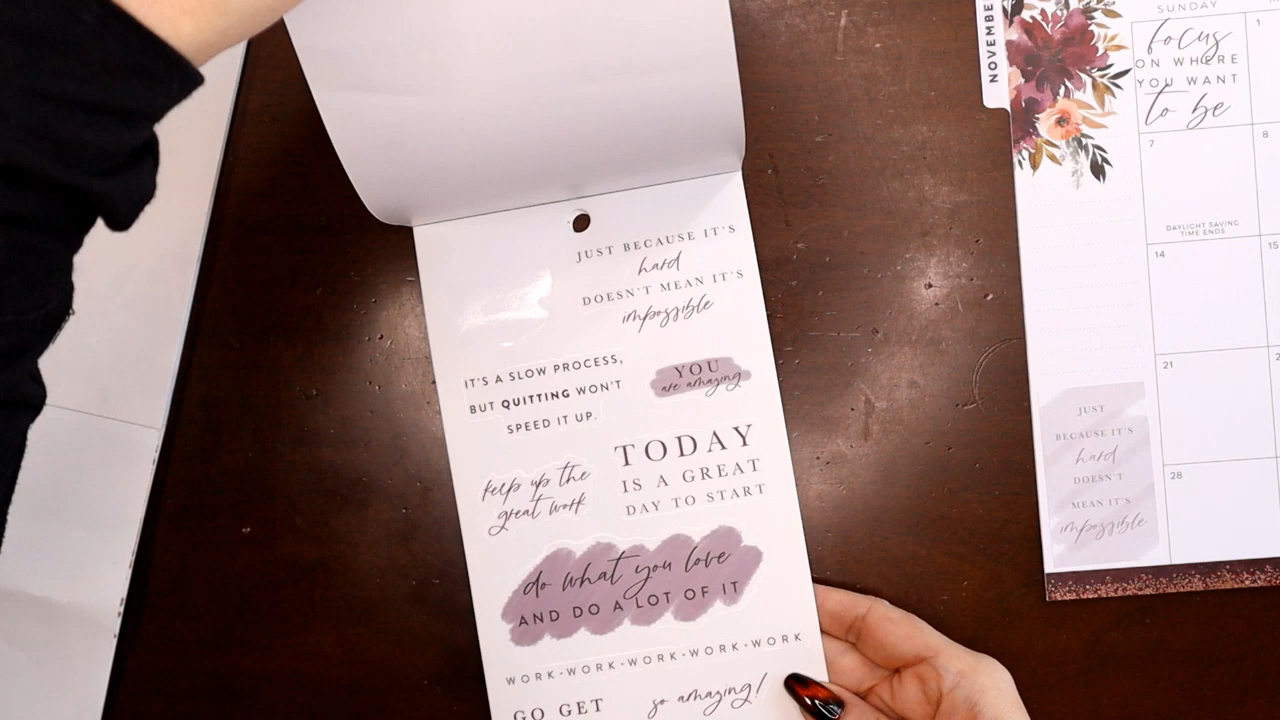 JUST BECAUSE IT'S
hard
DOESN'T MEAN IT'S
impossible
IT'S A SLOW PROCESS,
BUT QUITTING WON'T
SPEED IT UP.
YOU
are amazing
keep up the
great work
TODAY
IS A GREAT
DAY TO START
do what you love
AND DO A LOT OF IT
WORK•WORK•WORK•WORK•WORK
GO GET
so amazing!
NOVEMBER
SUNDAY
focus
ON WHERE
YOU WANT
to be
1
7
8
DAYLIGHT SAVING
TIME ENDS
14
15
21
28
JUST
BECAUSE IT'S
hard
DOESN'T
MEAN IT'S
impossible